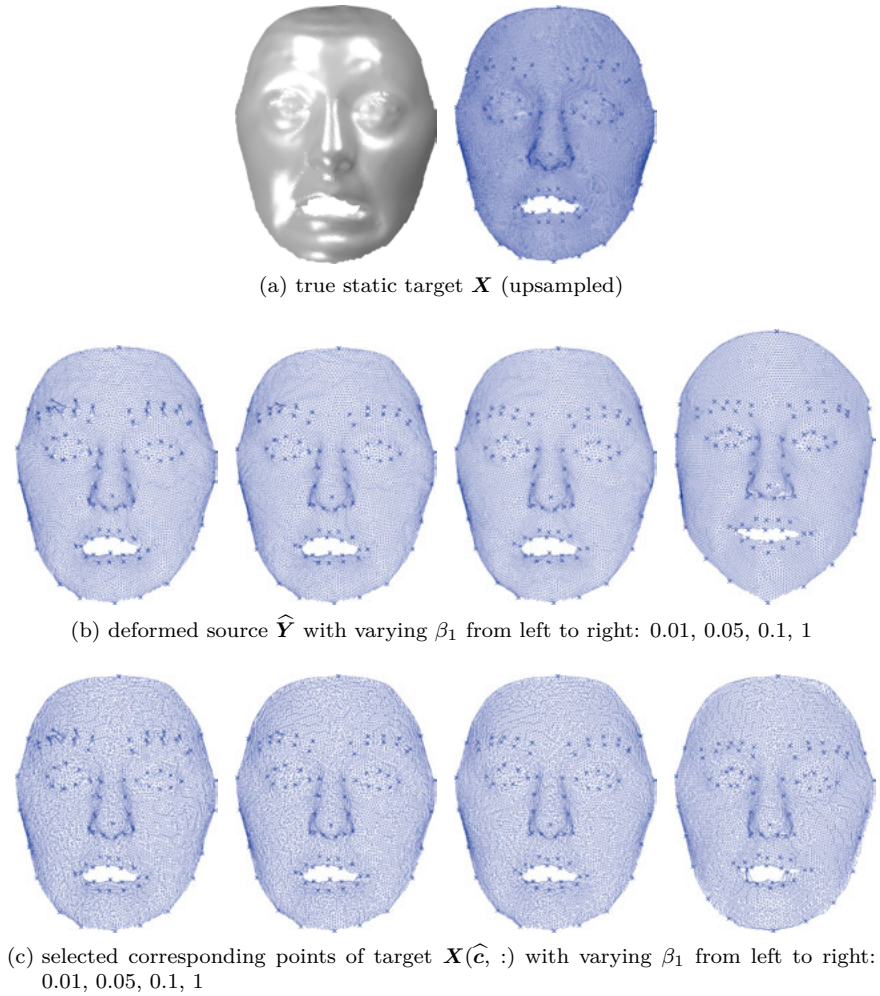 (a) true static target X (upsampled)
(b) deformed source Ŷ with varying β₁ from left to right: 0.01, 0.05, 0.1, 1
(c) selected corresponding points of target X(ĉ, :) with varying β₁ from left to right:
0.01, 0.05, 0.1, 1